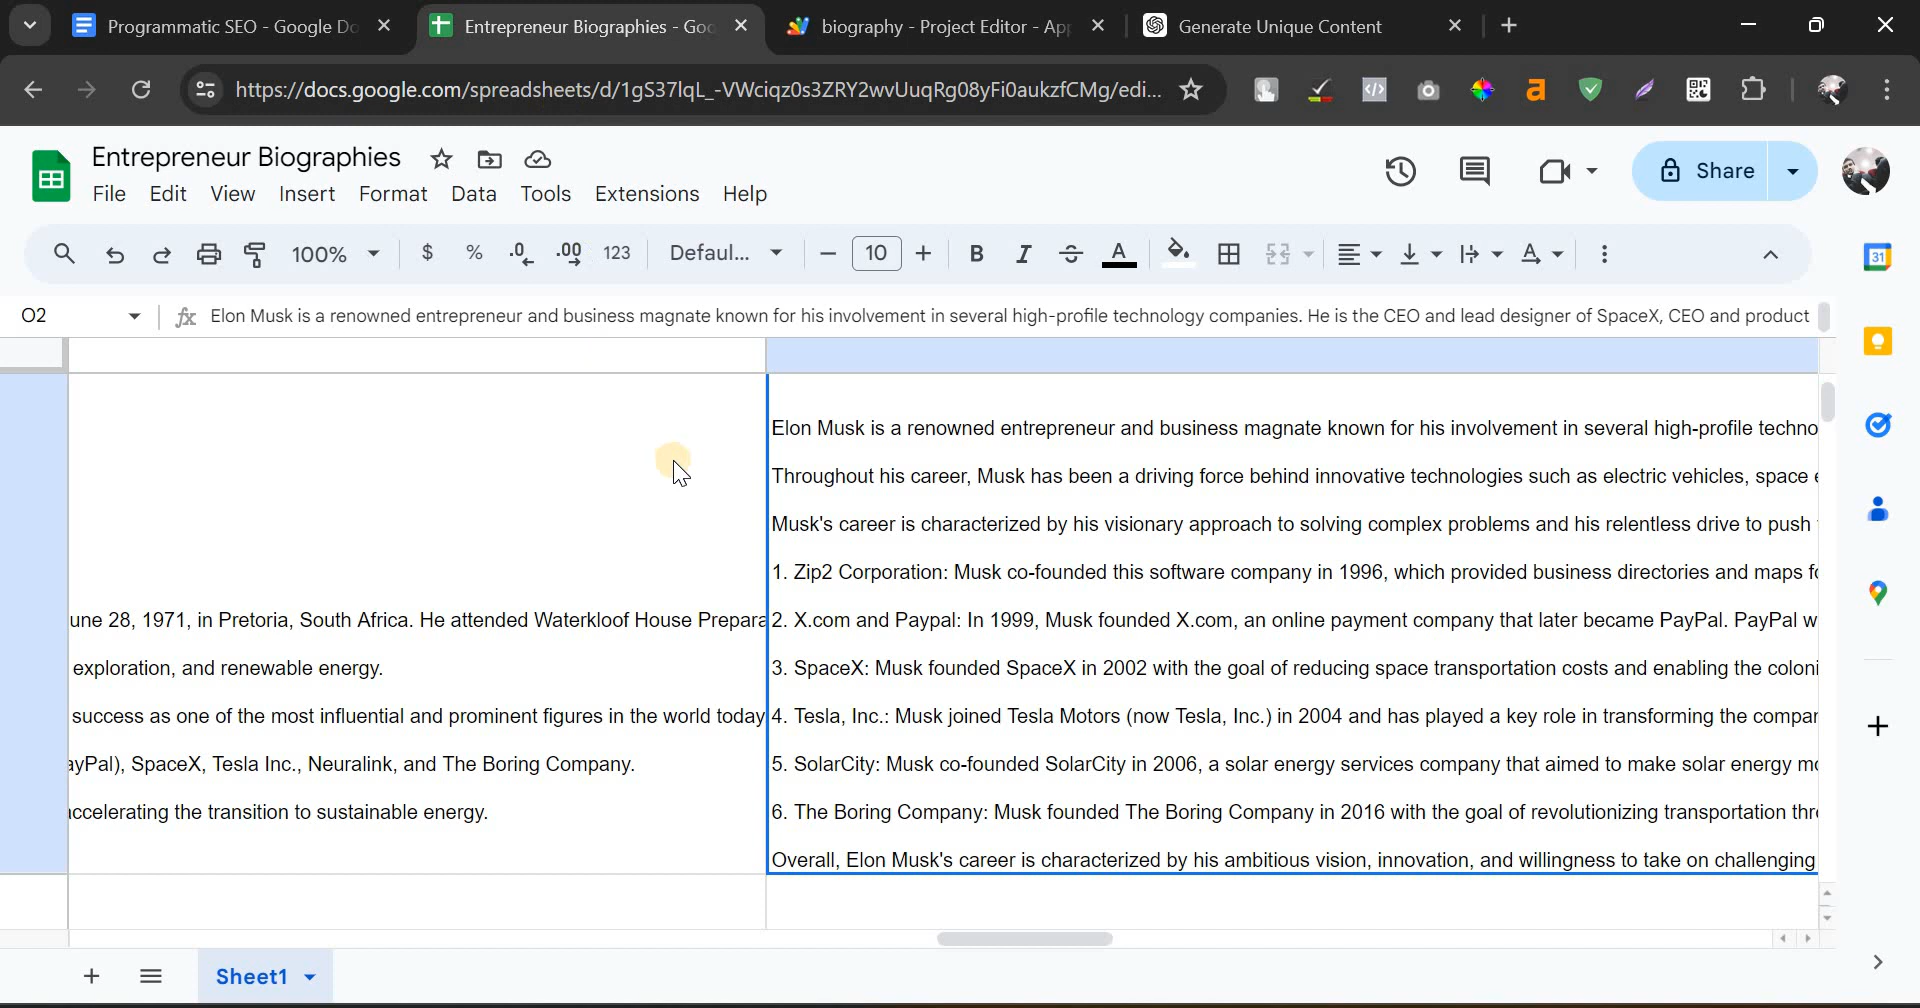 Programmatic SEO - Google Do
Entrepreneur Biographies - Goo
biography - Project Editor - App
Generate Unique Content
https://docs.google.com/spreadsheets/d/1gS37lqL_-VWciqz0s3ZRY2wvUuqRg08yFi0aukzfCMg/edi...
Entrepreneur Biographies
File Edit View Insert Format Data Tools Extensions Help
Share
100% $ % .0 .00 123 Defaul... 10 B I A A
31
O2
fx Elon Musk is a renowned entrepreneur and business magnate known for his involvement in several high-profile technology companies. He is the CEO and lead designer of SpaceX, CEO and product
Elon Musk is a renowned entrepreneur and business magnate known for his involvement in several high-profile techno
Throughout his career, Musk has been a driving force behind innovative technologies such as electric vehicles, space
Musk's career is characterized by his visionary approach to solving complex problems and his relentless drive to push
1. Zip2 Corporation: Musk co-founded this software company in 1996, which provided business directories and maps fo
une 28, 1971, in Pretoria, South Africa. He attended Waterkloof House Prepara
2. X.com and Paypal: In 1999, Musk founded X.com, an online payment company that later became PayPal. PayPal w
exploration, and renewable energy.
3. SpaceX: Musk founded SpaceX in 2002 with the goal of reducing space transportation costs and enabling the coloni
success as one of the most influential and prominent figures in the world today
4. Tesla, Inc.: Musk joined Tesla Motors (now Tesla, Inc.) in 2004 and has played a key role in transforming the compan
ayPal), SpaceX, Tesla Inc., Neuralink, and The Boring Company.
5. SolarCity: Musk co-founded SolarCity in 2006, a solar energy services company that aimed to make solar energy mo
accelerating the transition to sustainable energy.
6. The Boring Company: Musk founded The Boring Company in 2016 with the goal of revolutionizing transportation thro
Overall, Elon Musk's career is characterized by his ambitious vision, innovation, and willingness to take on challenging
Sheet1